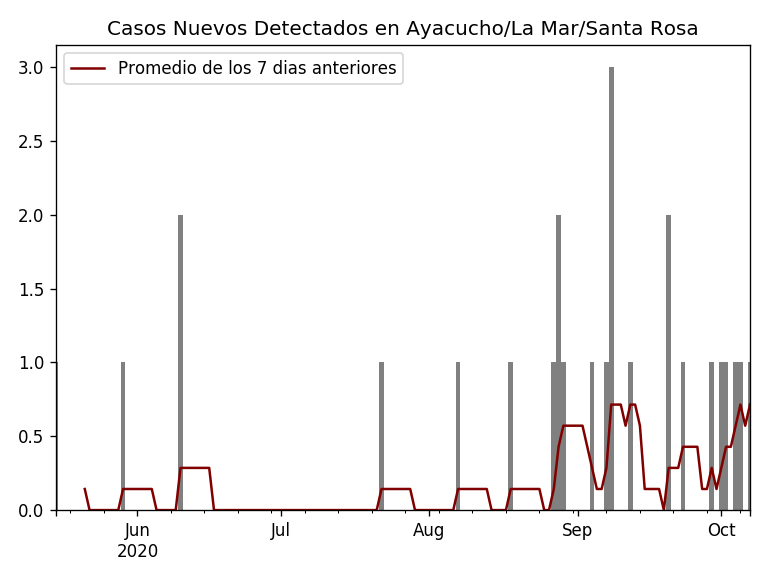 Casos Nuevos Detectados en Ayacucho/La Mar/Santa Rosa
Promedio de los 7 dias anteriores
3.0
2.5
2.0
1.5
1.0
0.5
0.0
Jun Jul Aug Sep Oct
2020